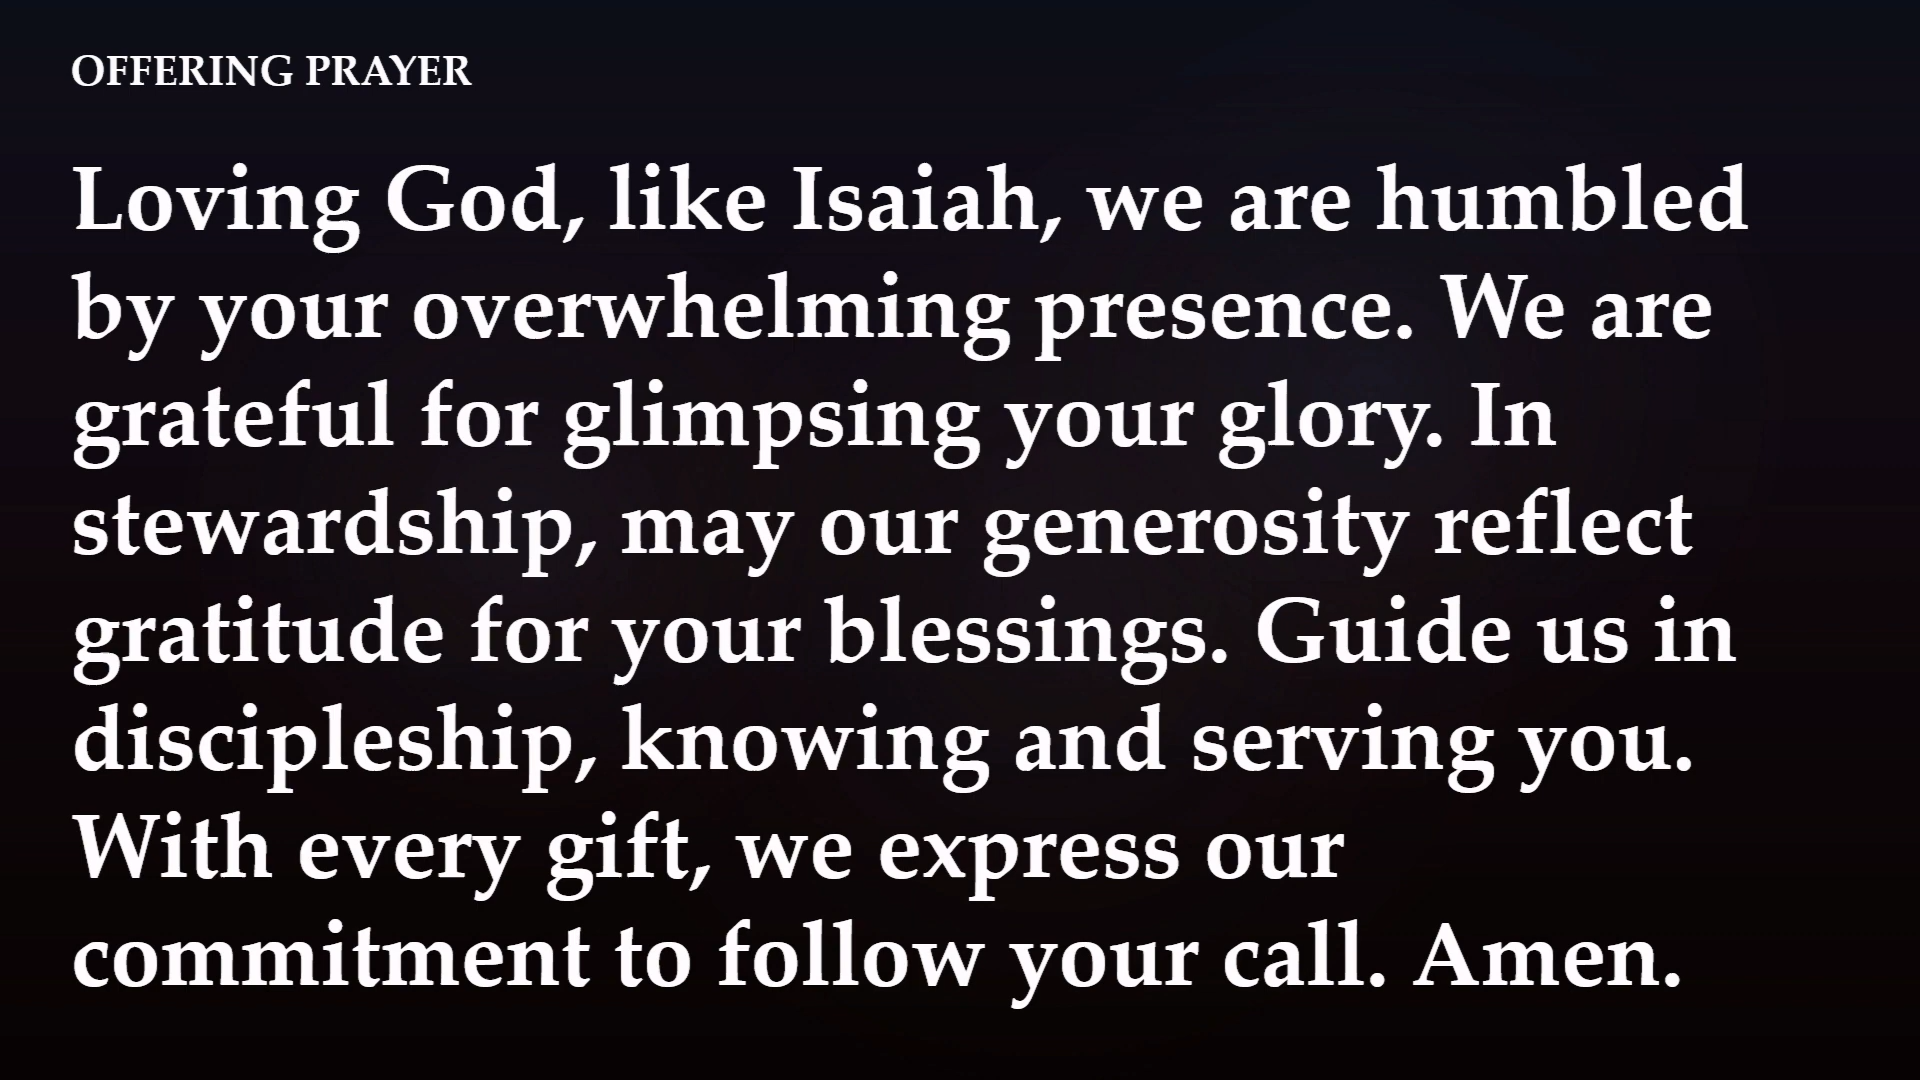 OFFERING PRAYER
Loving God, like Isaiah, we are humbled
by your overwhelming presence. We are
grateful for glimpsing your glory. In
stewardship, may our generosity reflect
gratitude for your blessings. Guide us in
discipleship, knowing and serving you.
With every gift, we express our
commitment to follow your call. Amen.